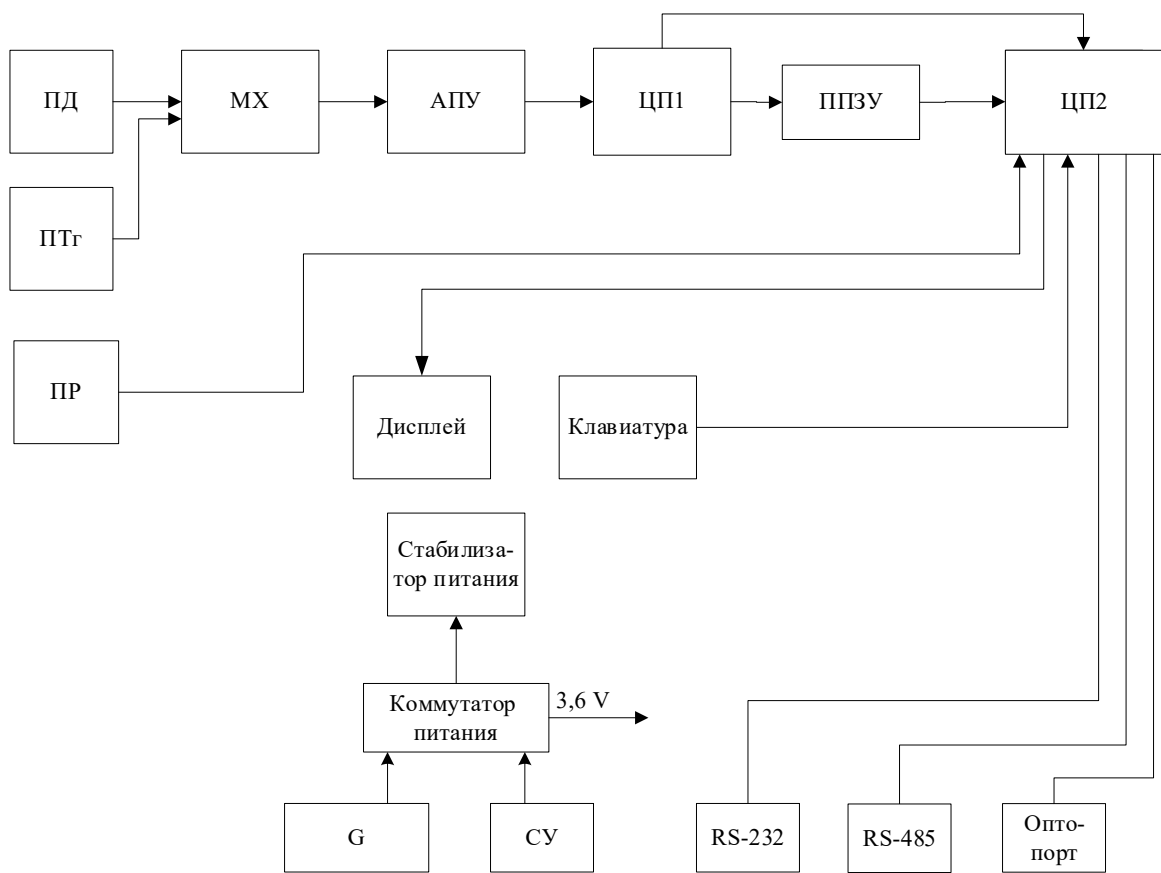 ПД
МХ
АПУ
ЦП1
ППЗУ
ЦП2
ПТг
ПР
Дисплей
Клавиатура
Стабилиза-
тор питания
Коммутатор
питания
3,6 V
G
СУ
RS-232
RS-485
Опто-
порт